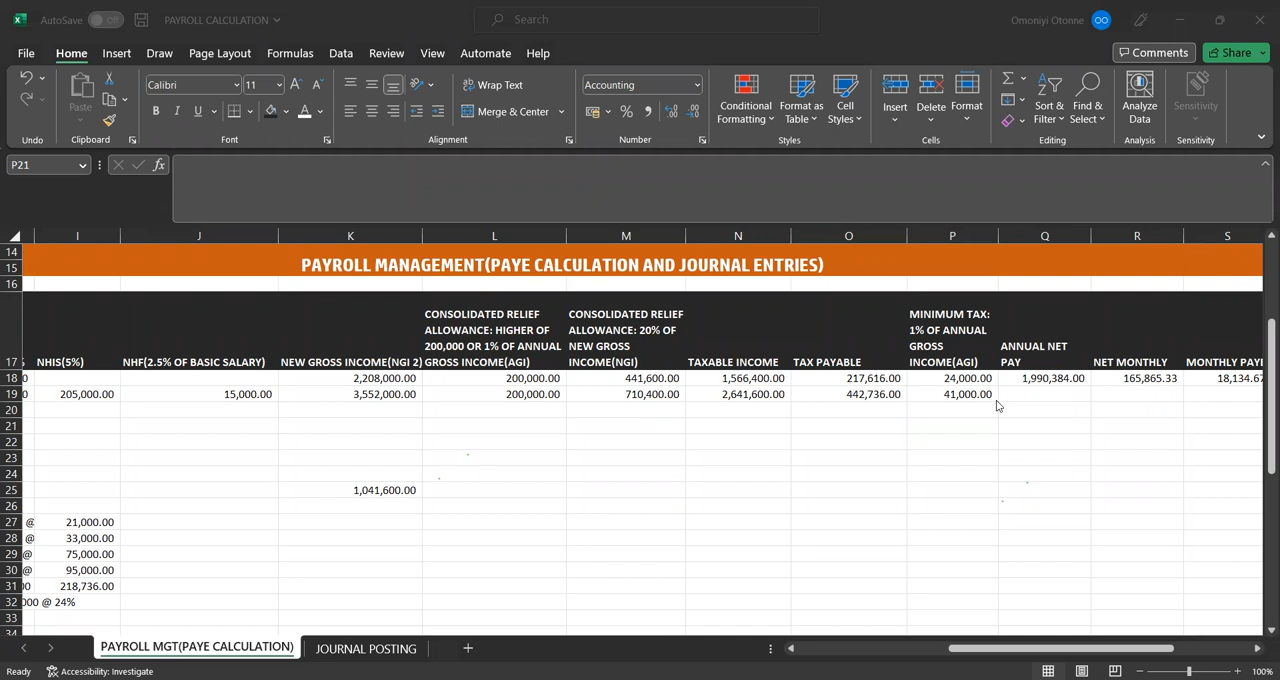 AutoSave Off PAYROLL CALCULATION Search Omoniyi Otonne OO
File Home Insert Draw Page Layout Formulas Data Review View Automate Help Comments Share
Paste Calibri 11 Wrap Text Accounting
Merge & Center
Conditional Formatting Format as Table Cell Styles Insert Delete Format Sort & Filter Find & Select Analyze Data Sensitivity
Undo Clipboard Font Alignment Number Styles Cells Editing Analysis Sensitivity
P21 fx
I J K L M N O P Q R S
14
15 PAYROLL MANAGEMENT(PAYE CALCULATION AND JOURNAL ENTRIES)
16
CONSOLIDATED RELIEF ALLOWANCE: HIGHER OF 200,000 OR 1% OF ANNUAL GROSS INCOME(AGI)
CONSOLIDATED RELIEF ALLOWANCE: 20% OF NEW GROSS INCOME(NGI)
MINIMUM TAX: 1% OF ANNUAL GROSS INCOME(AGI)
ANNUAL NET PAY
17 NHIS(5%) NHF(2.5% OF BASIC SALARY) NEW GROSS INCOME(NGI 2) TAXABLE INCOME TAX PAYABLE NET MONTHLY MONTHLY PAY
18 0 2,208,000.00 200,000.00 441,600.00 1,566,400.00 217,616.00 24,000.00 1,990,384.00 165,865.33 18,134.67
19 0 205,000.00 15,000.00 3,552,000.00 200,000.00 710,400.00 2,641,600.00 442,736.00 41,000.00
20
21
22
23
24
25 1,041,600.00
26
27 @ 21,000.00
28 @ 33,000.00
29 @ 75,000.00
30 @ 95,000.00
31 00 218,736.00
32 000 @ 24%
33
34
PAYROLL MGT(PAYE CALCULATION) JOURNAL POSTING
Ready Accessibility: Investigate 100%